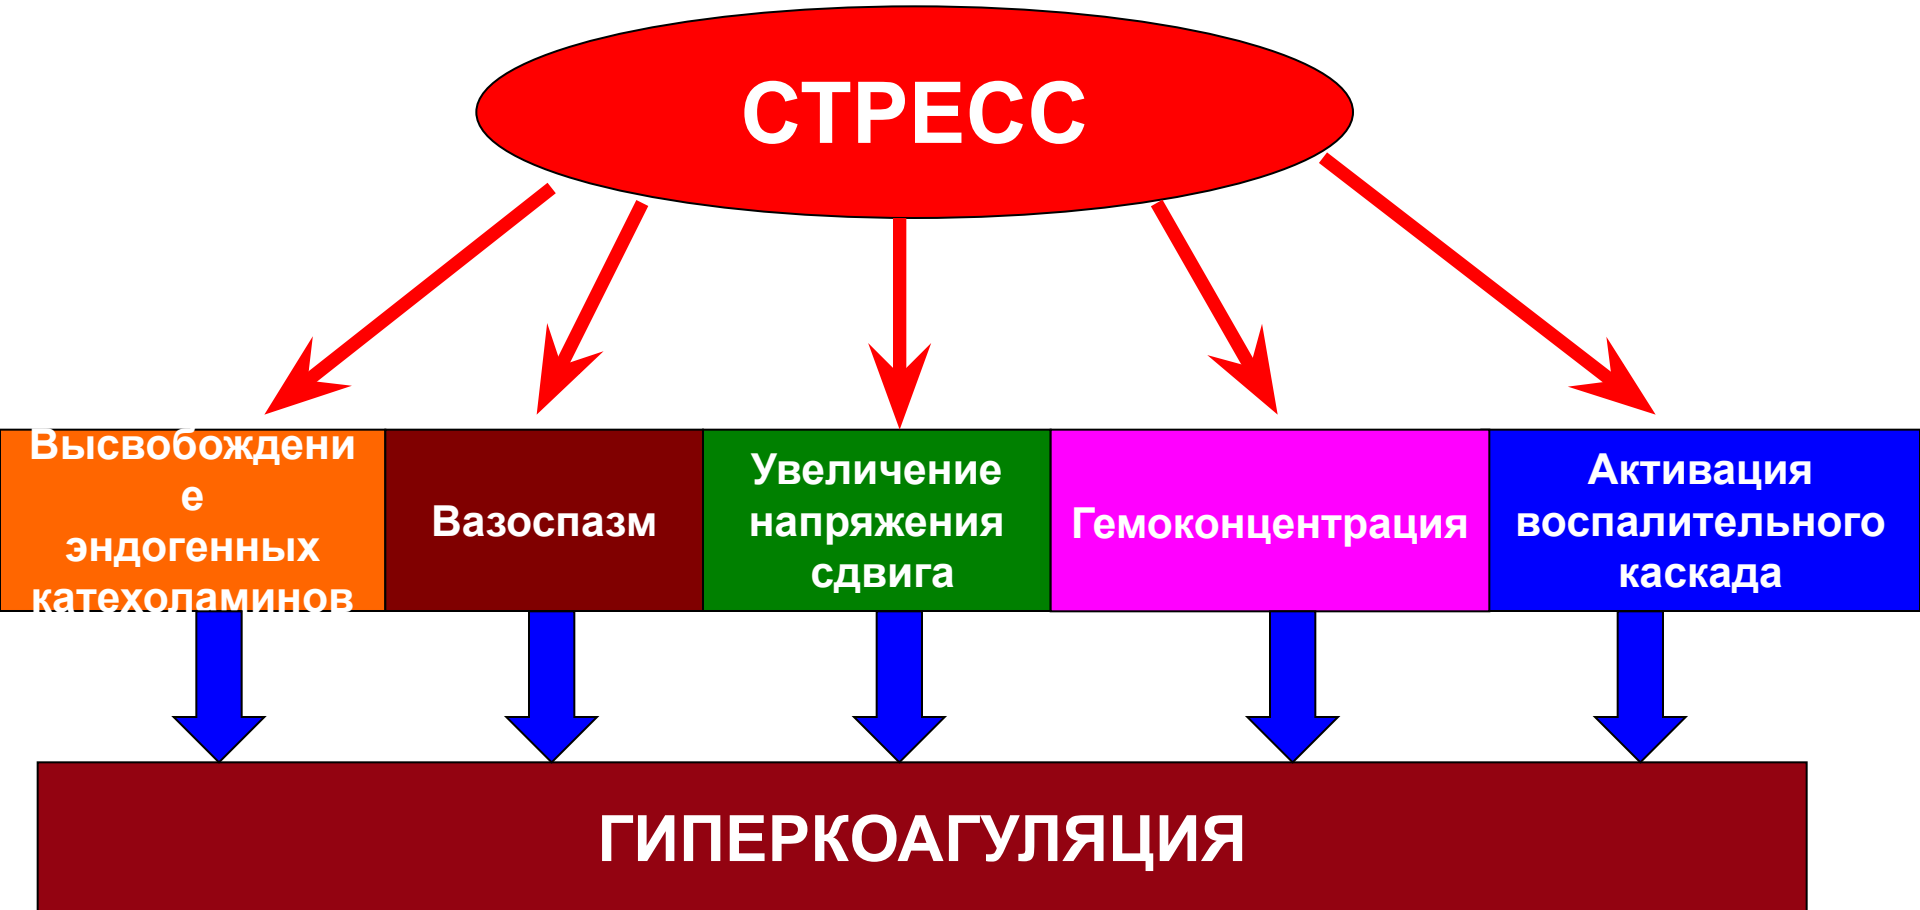 СТРЕСС
Высвобождени
е
эндогенных
катехоламинов
Вазоспазм
Увеличение
напряжения
сдвига
Гемоконцентрация
Активация
воспалительного
каскада
ГИПЕРКОАГУЛЯЦИЯ